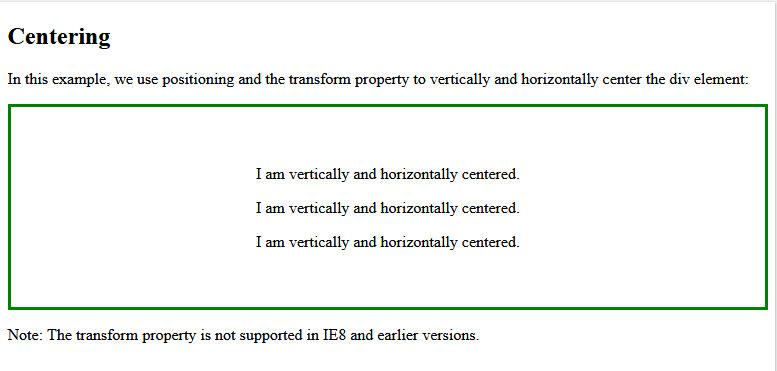 Centering
In this example, we use positioning and the transform property to vertically and horizontally center the div element:
I am vertically and horizontally centered.
I am vertically and horizontally centered.
I am vertically and horizontally centered.
Note: The transform property is not supported in IE8 and earlier versions.